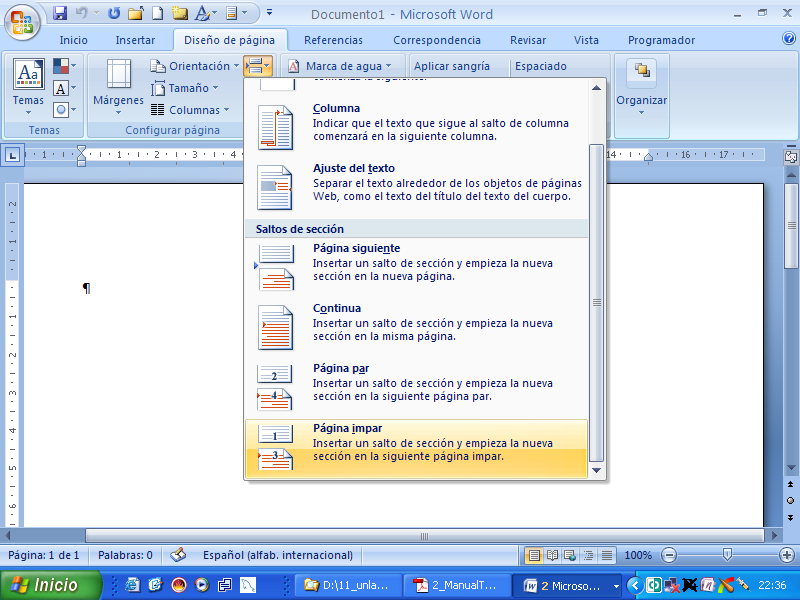 Documento1 - Microsoft Word
Inicio Insertar Diseño de página Referencias Correspondencia Revisar Vista Programador
Temas
Temas
Márgenes
Orientación
Tamaño
Columnas
Configurar página
Marca de agua
Aplicar sangría
Espaciado
Organizar
comienza la siguiente.
Columna
Indicar que el texto que sigue al salto de columna
comenzará en la siguiente columna.
Ajuste del texto
Separar el texto alrededor de los objetos de páginas
Web, como el texto del título del texto del cuerpo.
Saltos de sección
Página siguiente
Insertar un salto de sección y empieza la nueva
sección en la nueva página.
Continua
Insertar un salto de sección y empieza la nueva
sección en la misma página.
Página par
Insertar un salto de sección y empieza la nueva
sección en la siguiente página par.
Página impar
Insertar un salto de sección y empieza la nueva
sección en la siguiente página impar.
¶
Página: 1 de 1 Palabras: 0 Español (alfab. internacional) 100%
Inicio D:\11_unla... 2_ManualT... 2 Microso... 22:36